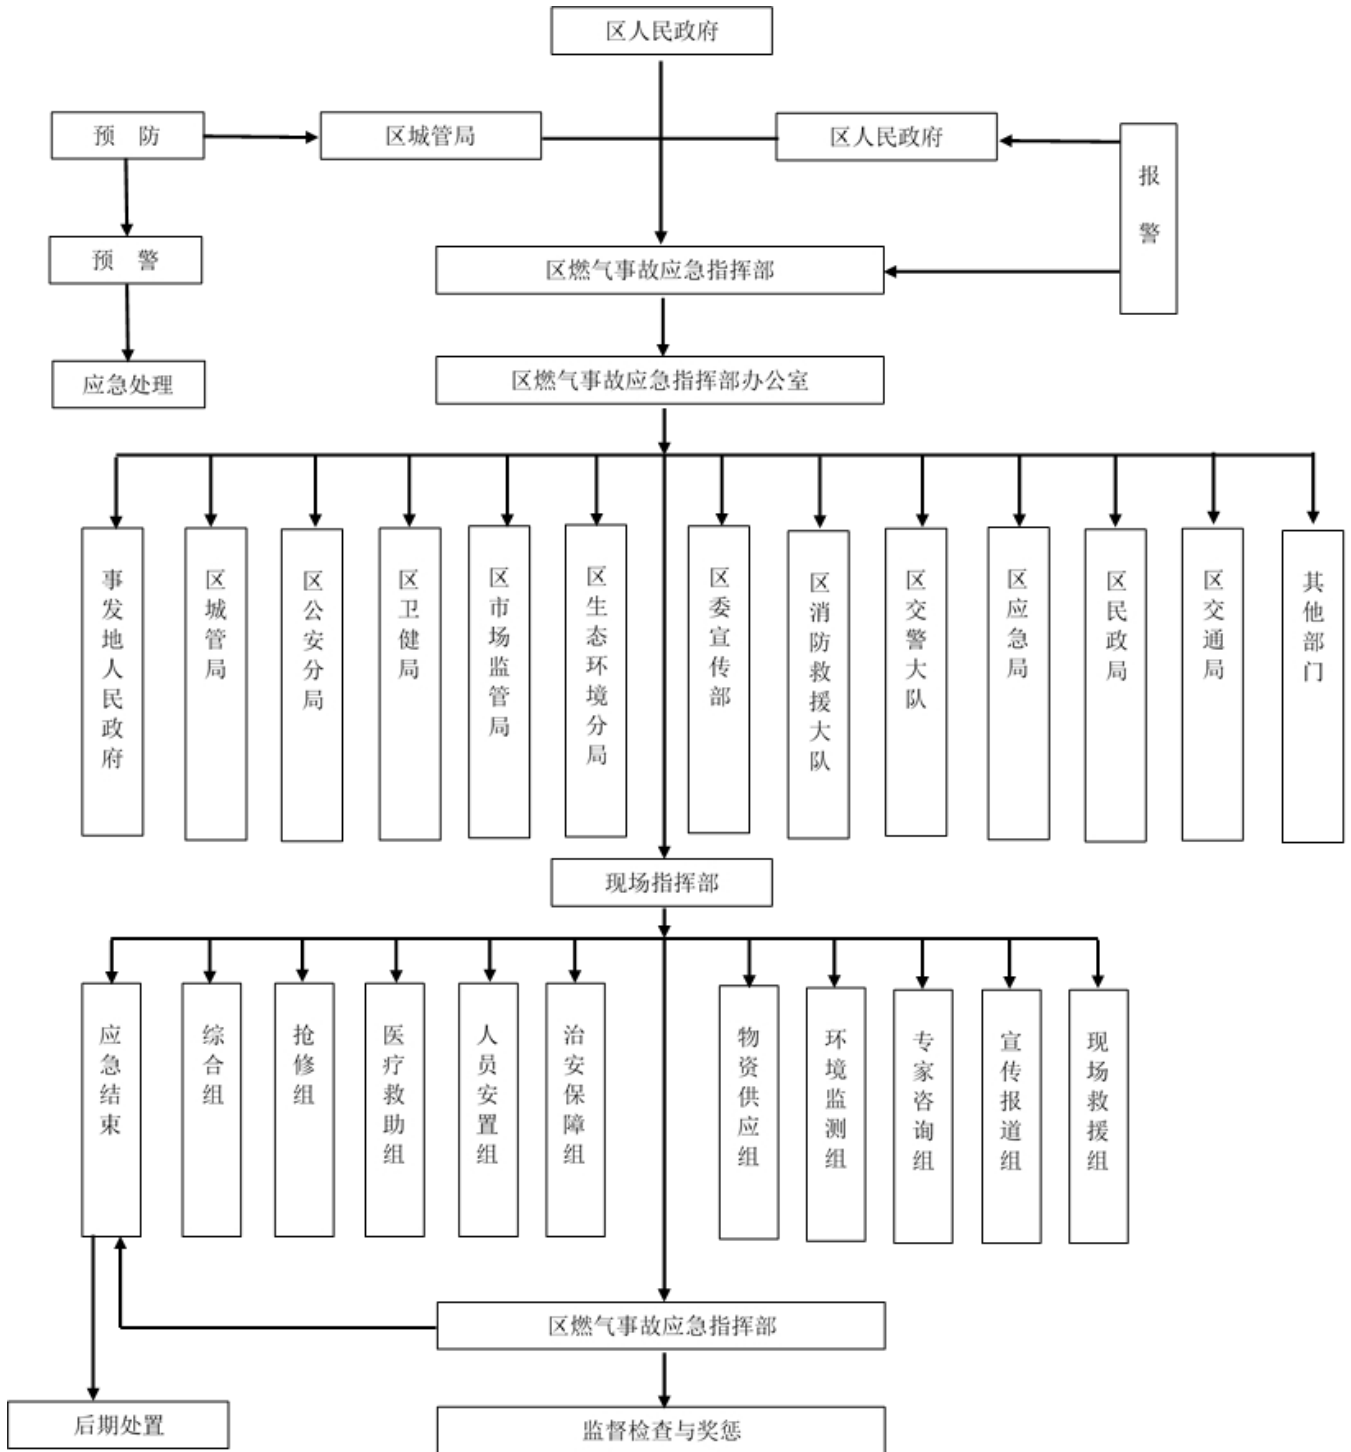 区人民政府
预 防
区城管局
区人民政府
报警
预 警
区燃气事故应急指挥部
应急处理
区燃气事故应急指挥部办公室
事发地人民政府
区城管局
区公安分局
区卫健局
区市场监管局
区生态环境分局
区委宣传部
区消防救援大队
区交警大队
区应急局
区民政局
区交通局
其他部门
现场指挥部
应急结束
综合组
抢修组
医疗救助组
人员安置组
治安保障组
物资供应组
环境监测组
专家咨询组
宣传报道组
现场救援组
区燃气事故应急指挥部
后期处置
监督检查与奖惩